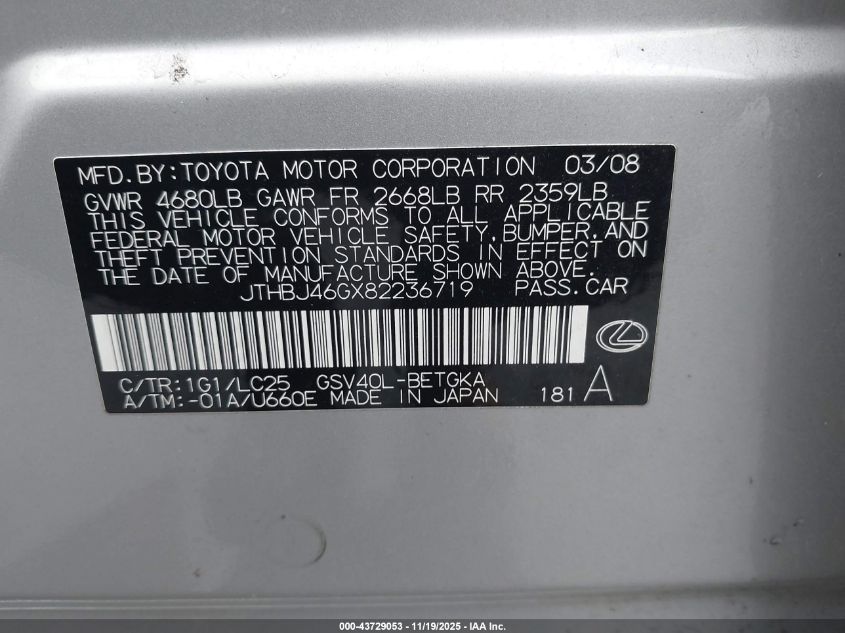 MFD.BY:TOYOTA MOTOR CORPORATION 03/08
GVWR 4680LB GAWR FR 2668LB RR 2359LB
THIS VEHICLE CONFORMS TO ALL APPLICABLE
FEDERAL MOTOR VEHICLE SAFETY,BUMPER,AND
THEFT PREVENTION STANDARDS IN EFFECT ON
THE DATE OF MANUFACTURE SHOWN ABOVE.
JTHBJ46GX82236719 PASS.CAR
C/TR:1G1/LC25 GSV40L-BETGKA
A/TM:-01A/U660E MADE IN JAPAN 181 A
000-43729053 - 11/19/2025 - IAA Inc.